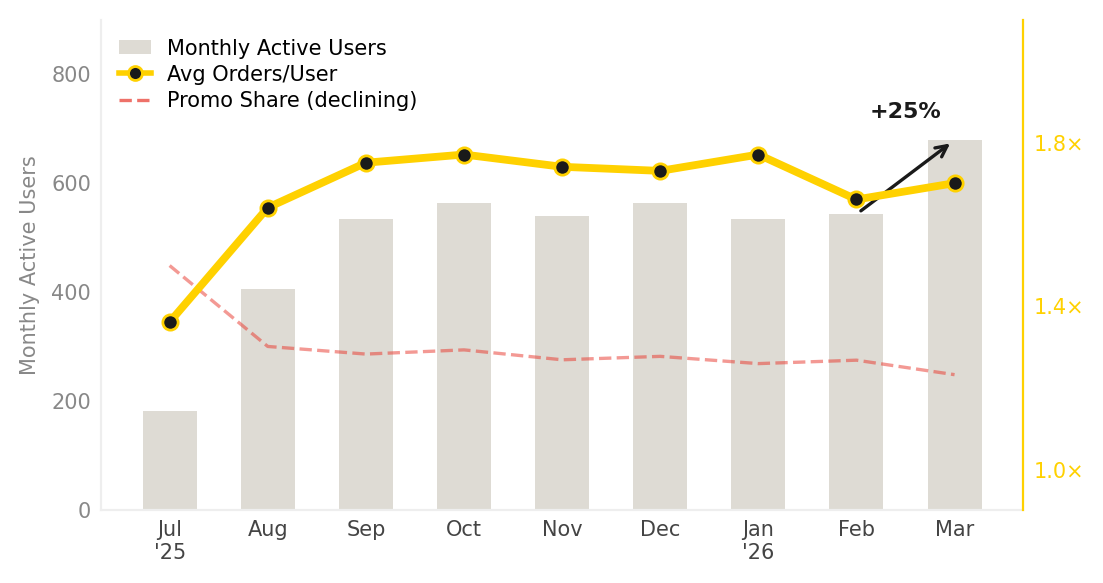 Monthly Active Users
Avg Orders/User
Promo Share (declining)
+25%
Monthly Active Users
800
600
400
200
0
1.8×
1.4×
1.0×
Jul
'25
Aug
Sep
Oct
Nov
Dec
Jan
'26
Feb
Mar